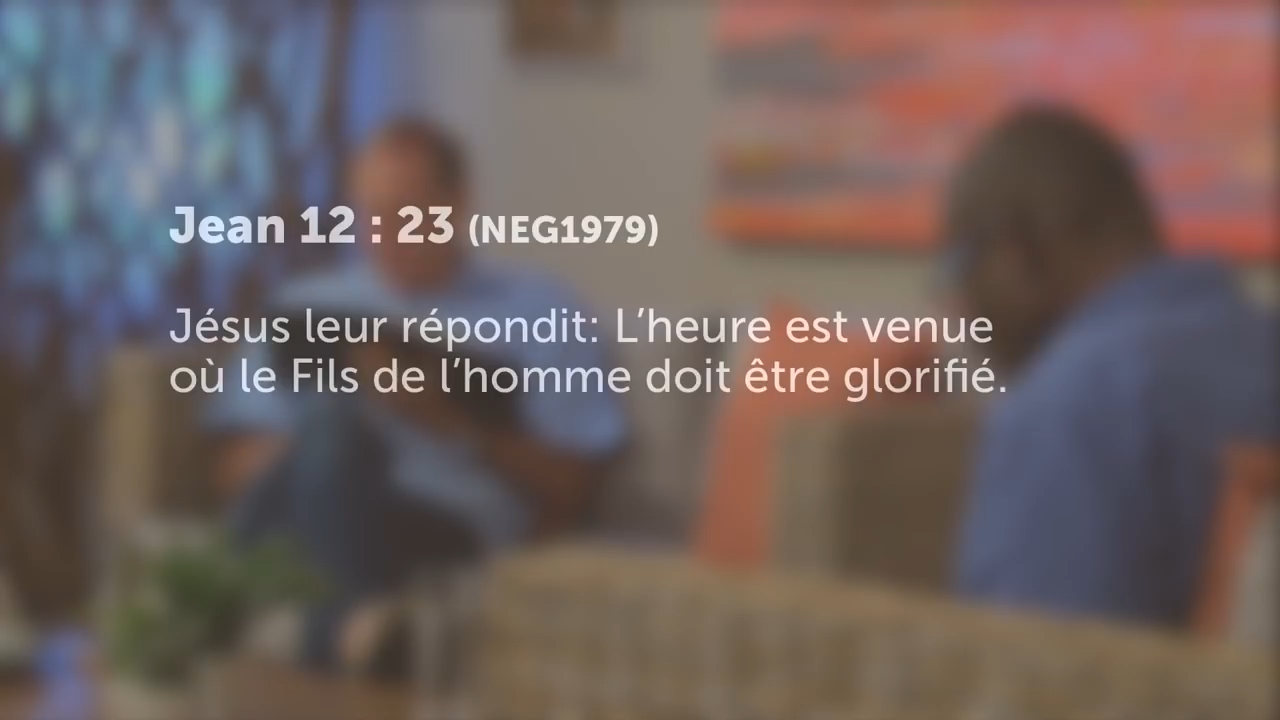 Jean 12 : 23 (NEG1979)
Jésus leur répondit: L’heure est venue
où le Fils de l’homme doit être glorifié.